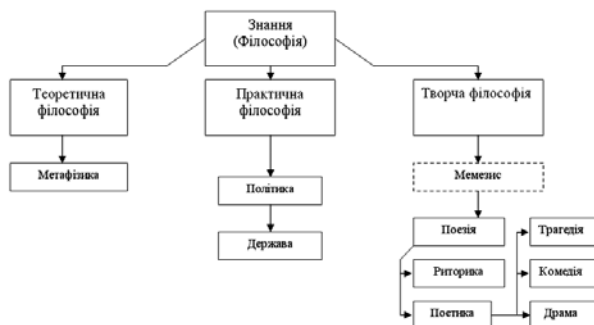 Знання
(Філософія)
Теоретична
філософія
Практична
філософія
Творча філософія
Метафізика
Мемезис
Політика
Поезія
Трагедія
Держава
Риторика
Комедія
Поетика
Драма